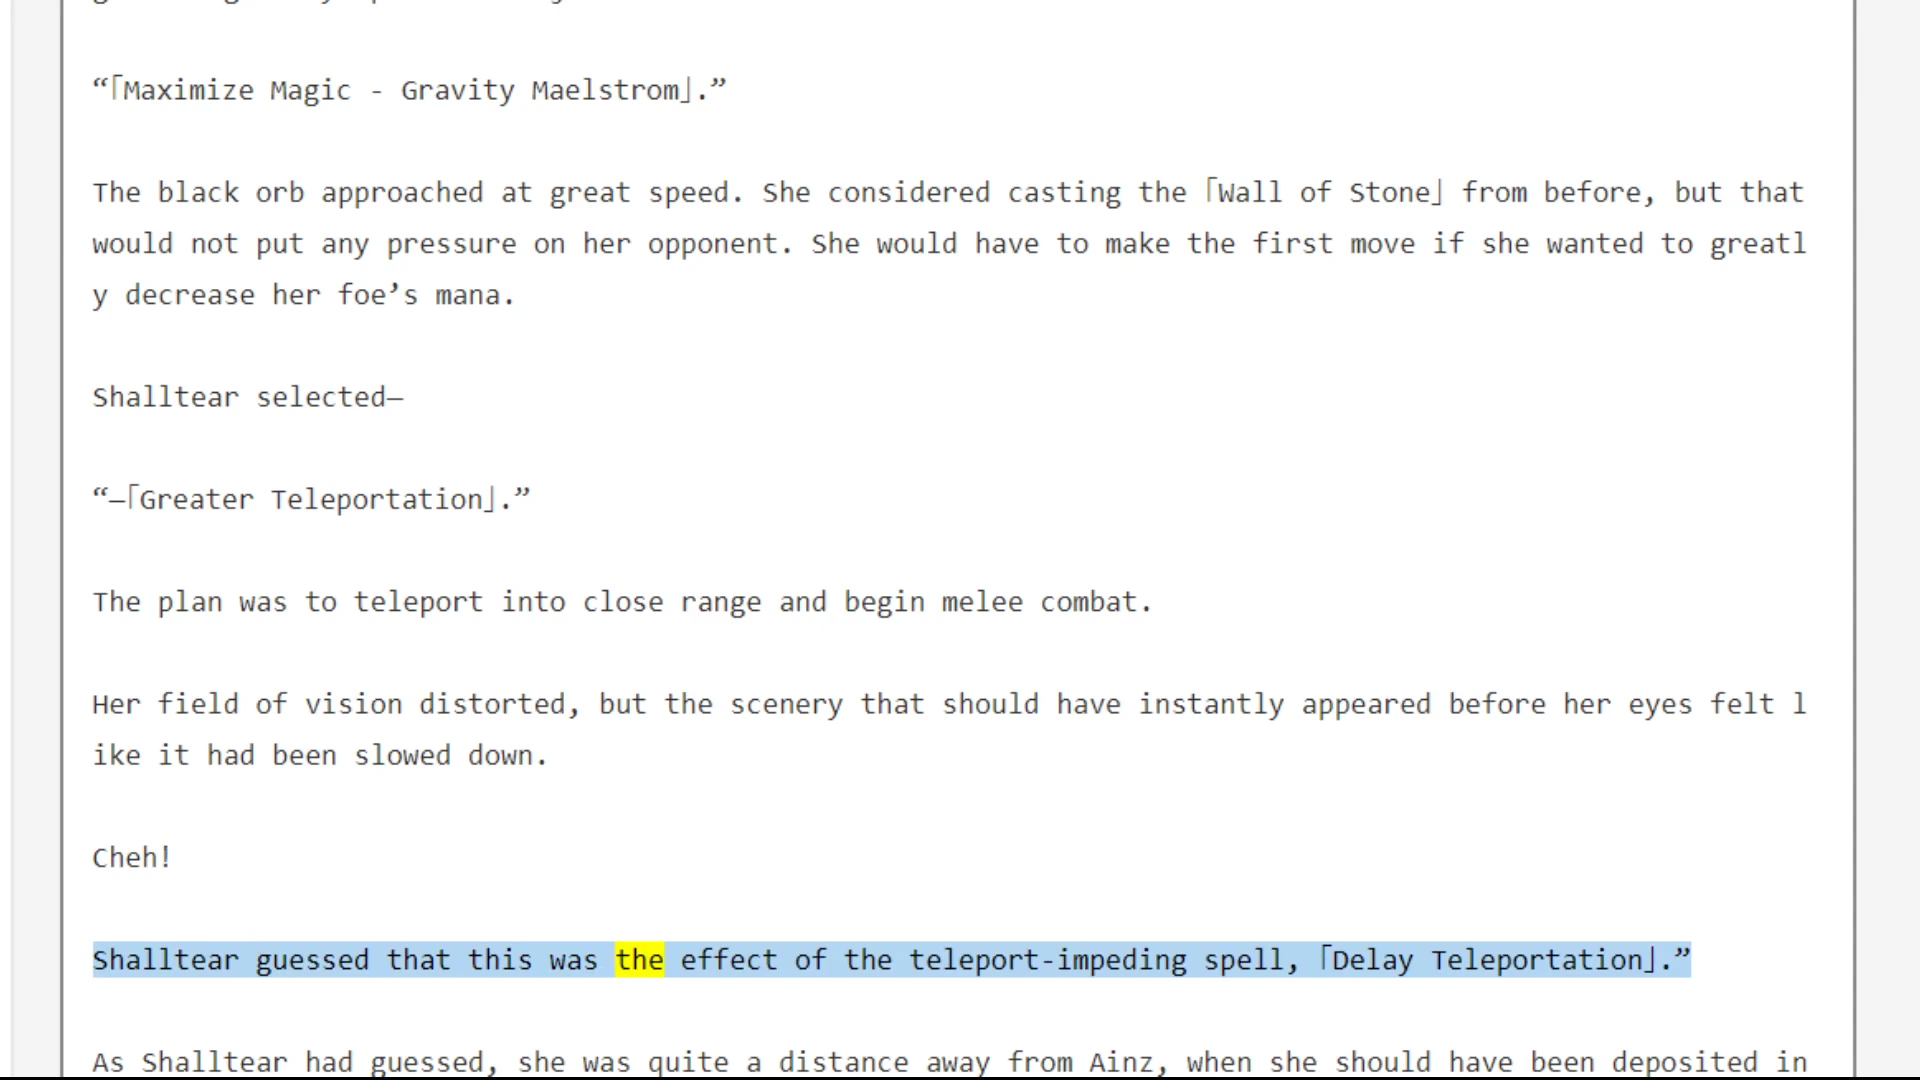 “「Maximize Magic - Gravity Maelstrom」.”
The black orb approached at great speed. She considered casting the「Wall of Stone」from before, but that
would not put any pressure on her opponent. She would have to make the first move if she wanted to greatl
y decrease her foe’s mana.
Shalltear selected—
“—「Greater Teleportation」.”
The plan was to teleport into close range and begin melee combat.
Her field of vision distorted, but the scenery that should have instantly appeared before her eyes felt l
ike it had been slowed down.
Cheh!
Shalltear guessed that this was the effect of the teleport-impeding spell,「Delay Teleportation」.”
As Shalltear had guessed, she was quite a distance away from Ainz, when she should have been deposited in